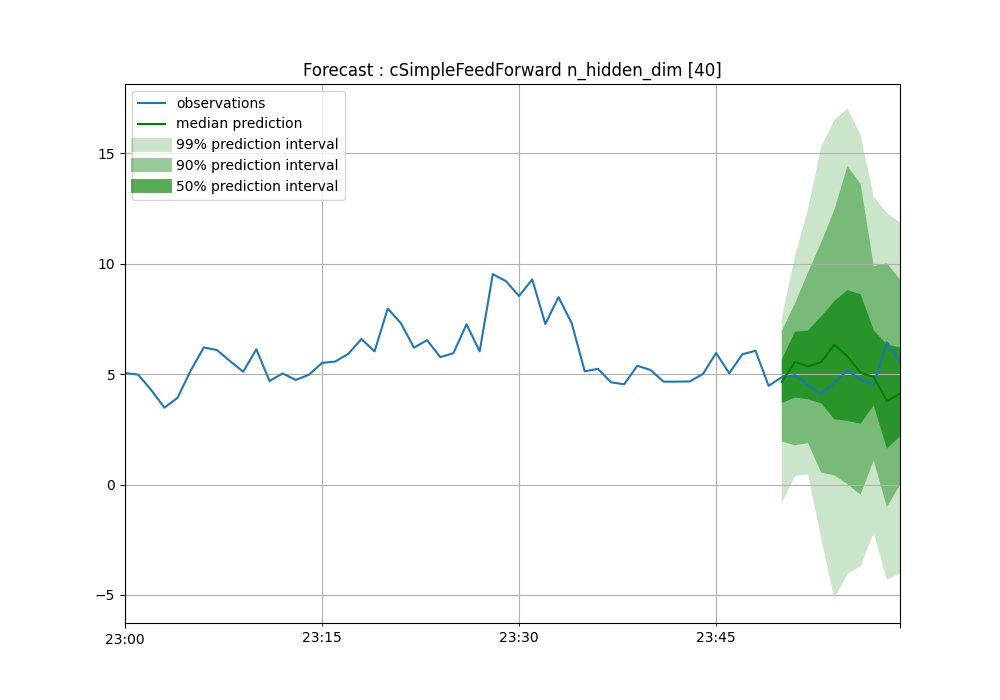 Forecast : cSimpleFeedForward n_hidden_dim [40]
observations
median prediction
99% prediction interval
90% prediction interval
50% prediction interval
15
10
5
0
−5
23:00
23:15
23:30
23:45